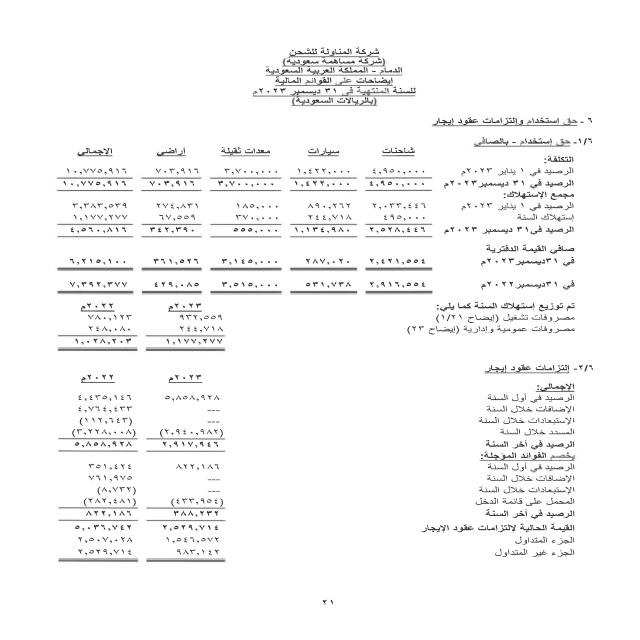 شركة المناولة للشحن
(شركة مساهمة سعودية)
الدمام - المملكة العربية السعودية
إيضاحات على القوائم المالية
للسنة المنتهية في ٣١ ديسمبر ٢٠٢٣م
(بالريالات السعودية)
٦ - حق إستخدام وإلتزامات عقود إيجار
١/٦- حق إستخدام - بالصافي
شاحنات سيارات معدات ثقيلة إراضي الإجمالي
التكلفة:
الرصيد في ١ يناير ٢٠٢٣م ٤,٩٥٠,٠٠٠ ١,٤٢٢,٠٠٠ ٣,٧٠٠,٠٠٠ ٧٠٣,٩١٦ ١٠,٧٧٥,٩١٦
الرصيد في ٣١ ديسمبر ٢٠٢٣م ٤,٩٥٠,٠٠٠ ١,٤٢٢,٠٠٠ ٣,٧٠٠,٠٠٠ ٧٠٣,٩١٦ ١٠,٧٧٥,٩١٦
مجمع الإستهلاك:
الرصيد في ١ يناير ٢٠٢٣م ٢,٠٣٣,٤٤٦ ٨٩٠,٢٦٢ ١٨٥,٠٠٠ ٢٧٤,٨٣١ ٣,٣٨٣,٥٣٩
إستهلاك السنة ٤٩٥,٠٠٠ ٢٤٤,٧١٨ ٣٧٠,٠٠٠ ٦٧,٥٥٩ ١,١٧٧,٢٧٧
الرصيد في ٣١ ديسمبر ٢٠٢٣م ٢,٥٢٨,٤٤٦ ١,١٣٤,٩٨٠ ٥٥٥,٠٠٠ ٣٤٢,٣٩٠ ٤,٥٦٠,٨١٦
صافي القيمة الدفترية
في ٣١ ديسمبر٢٠٢٣م ٢,٤٢١,٥٥٤ ٢٨٧,٠٢٠ ٣,١٤٥,٠٠٠ ٣٦١,٥٢٦ ٦,٢١٥,١٠٠
في ٣١ ديسمبر٢٠٢٢م ٢,٩١٦,٥٥٤ ٥٣١,٧٣٨ ٣,٥١٥,٠٠٠ ٤٢٩,٠٨٥ ٧,٣٩٢,٣٧٧
تم توزيع إستهلاك السنة كما يلي: ٢٠٢٣م ٢٠٢٢م
مصروفات تشغيل (إيضاح ١/٢١) ٩٣٢,٥٥٩ ٧٨٠,١٢٣
مصروفات عمومية وإدارية (إيضاح ٢٣) ٢٤٤,٧١٨ ٢٤٨,٠٨٠
١,١٧٧,٢٧٧ ١,٠٢٨,٢٠٣
٢/٦- إلتزامات عقود إيجار
٢٠٢٣م ٢٠٢٢م
الإجمالي:
الرصيد في أول السنة ٥,٨٥٨,٩٢٨ ٤,٤٣٥,١٤٦
الإضافات خلال السنة --- ٤,٧٦٤,٤٣٣
الإستبعادات خلال السنة --- (١١٢,٦٤٣)
المسدد خلال السنة (٢,٩٤٠,٩٨٢) (٣,٢٢٨,٠٠٨)
الرصيد في آخر السنة ٢,٩١٧,٩٤٦ ٥,٨٥٨,٩٢٨
يخصم الفوائد المؤجلة:
الرصيد في أول السنة ٨٢٢,١٨٦ ٣٥١,٤٢٤
الإضافات خلال السنة --- ٧٦١,٩٧٥
الإستبعادات خلال السنة --- (٨,٧٣٢)
المحمل على قائمة الدخل (٤٣٣,٩٥٤) (٢٨٢,٤٨١)
الرصيد في آخر السنة ٣٨٨,٢٣٢ ٨٢٢,١٨٦
القيمة الحالية لالتزامات عقود الإيجار ٢,٥٢٩,٧١٤ ٥,٠٣٦,٧٤٢
الجزء المتداول ١,٥٤٦,٥٧٢ ٢,٥٠٧,٠٢٨
الجزء غير المتداول ٩٨٣,١٤٢ ٢,٥٢٩,٧١٤
٢١